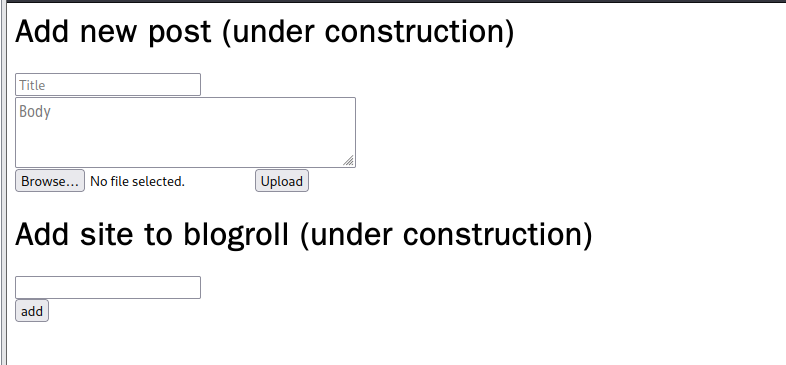 Add new post (under construction)
Title
Body
Browse... No file selected. Upload
Add site to blogroll (under construction)
add